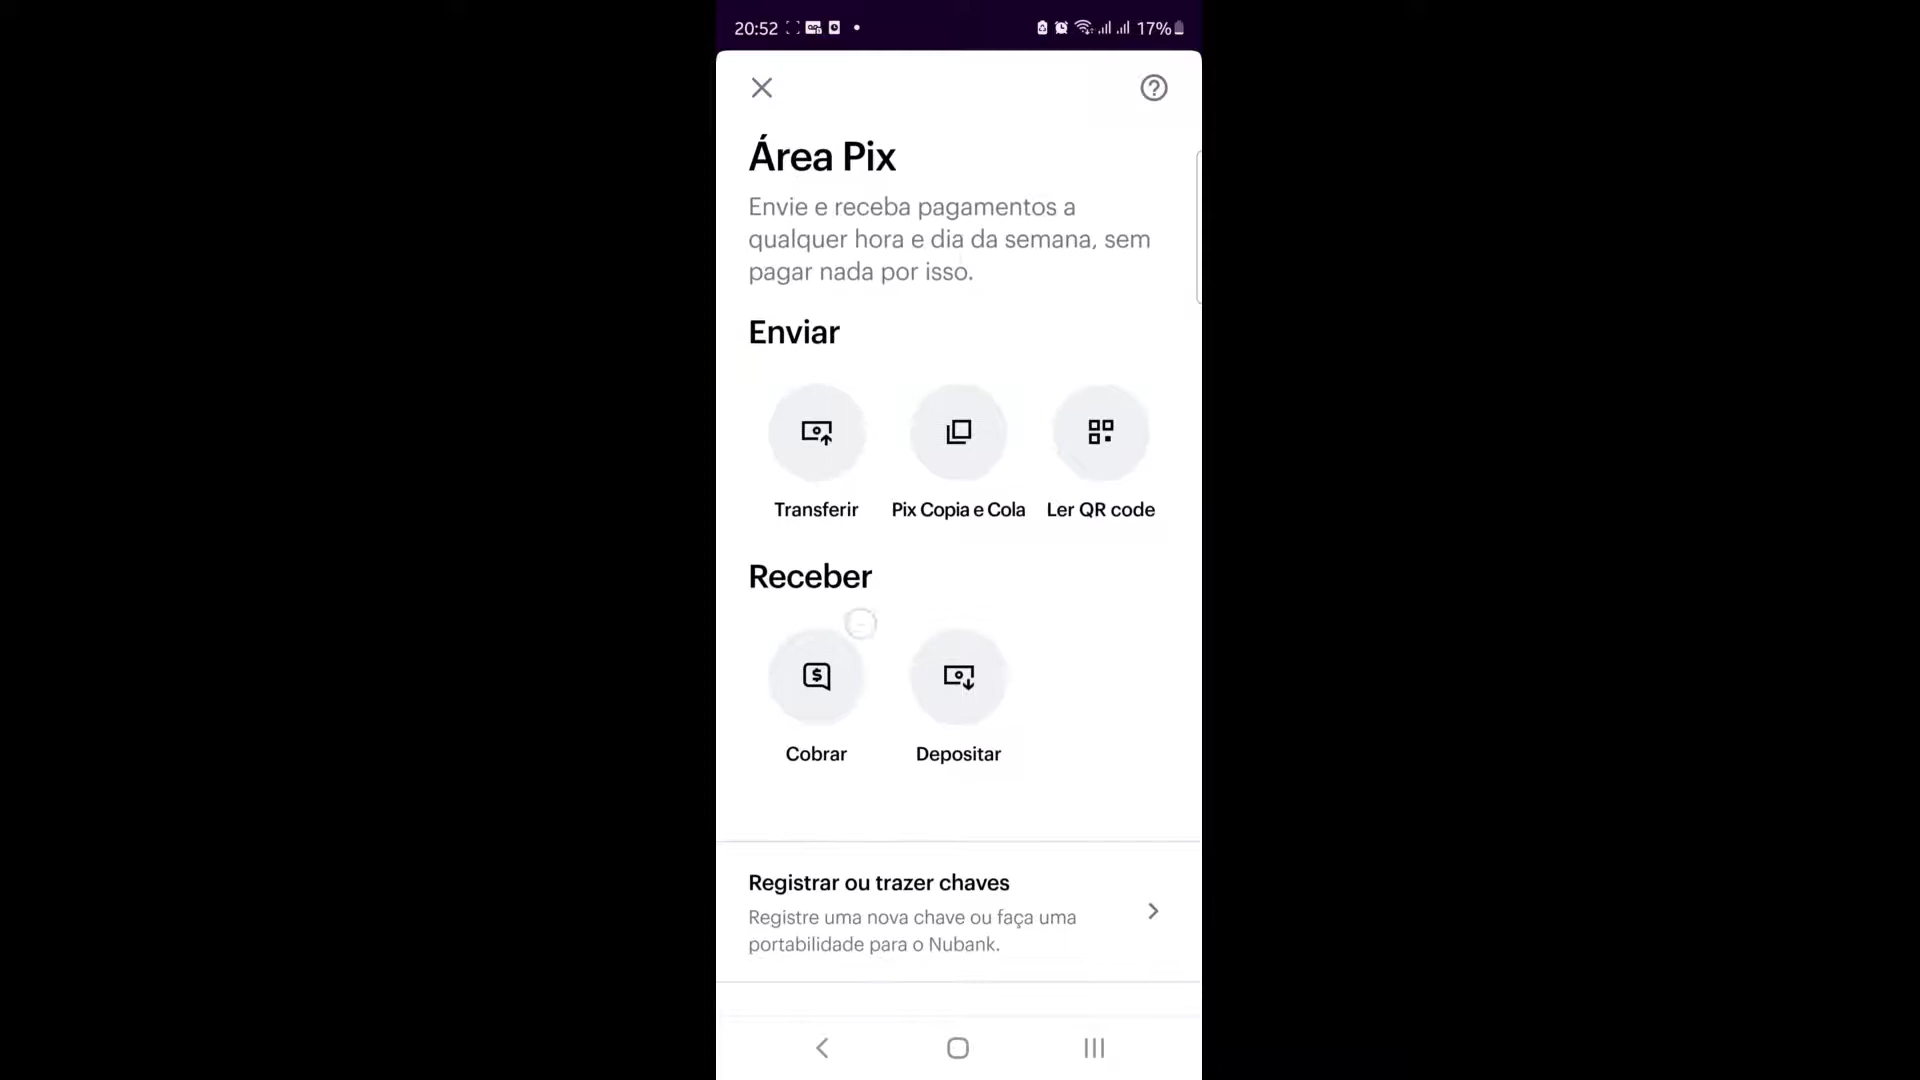 20:52
17%
Área Pix
Envie e receba pagamentos a
qualquer hora e dia da semana, sem
pagar nada por isso.
Enviar
Transferir
Pix Copia e Cola
Ler QR code
Receber
Cobrar
Depositar
Registrar ou trazer chaves
Registre uma nova chave ou faça uma
portabilidade para o Nubank.